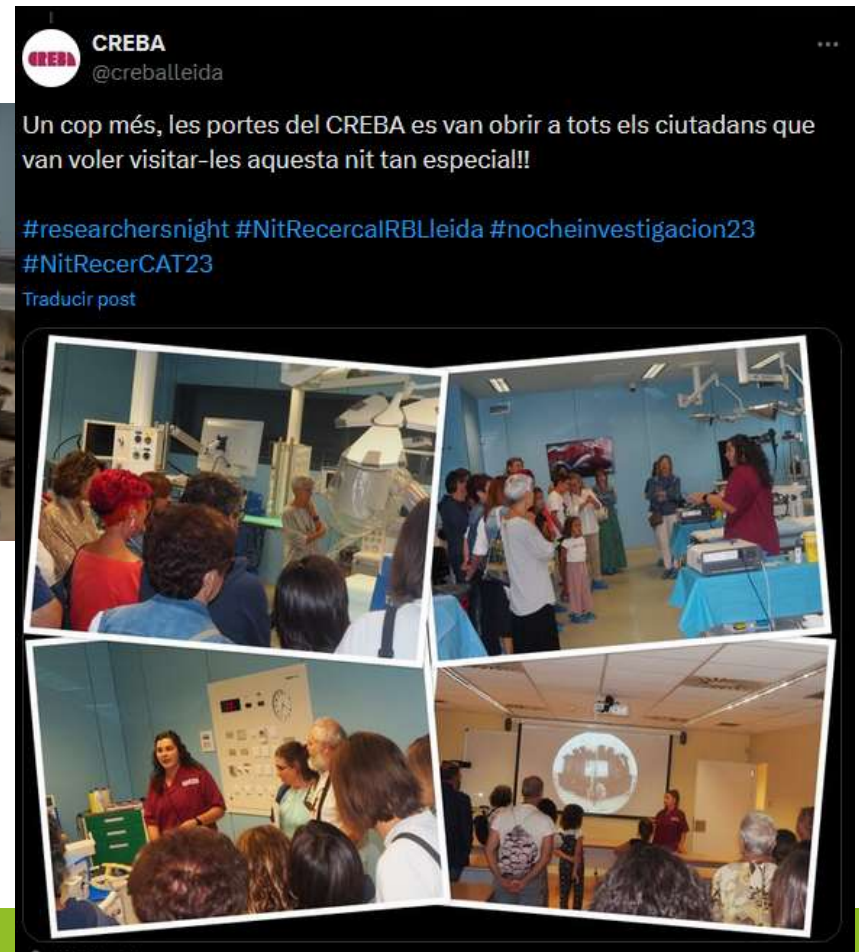 CREBA
CREBA
@creballeida
Un cop més, les portes del CREBA es van obrir a tots els ciutadans que
van voler visitar-les aquesta nit tan especial!!
#researchersnight #NitRecercaIRBLleida #nocheinvestigacion23
#NitRecerCAT23
Traducir post